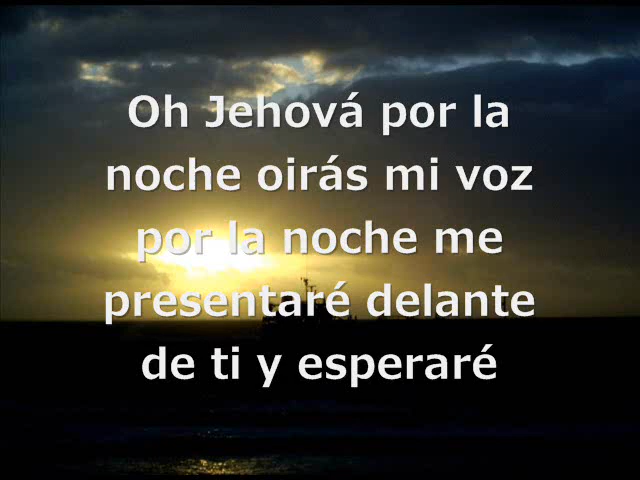 Oh Jehová por la
noche oirás mi voz
por la noche me
presentaré delante
de ti y esperaré